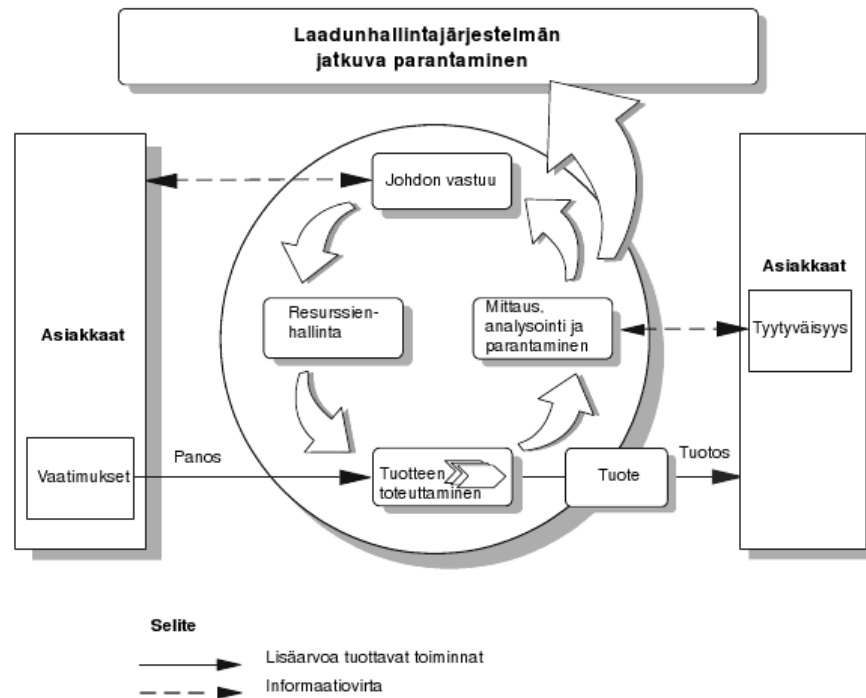 Laadunhallintajärjestelmän
jatkuva parantaminen
Johdon vastuu
Asiakkaat
Asiakkaat
Resurssien-
hallinta
Mittaus,
analysointi ja
parantaminen
Tyytyväisyys
Vaatimukset
Panos
Tuotteen
toteuttaminen
Tuote
Tuotos
Selite
Lisäarvoa tuottavat toiminnat
Informaatiovirta